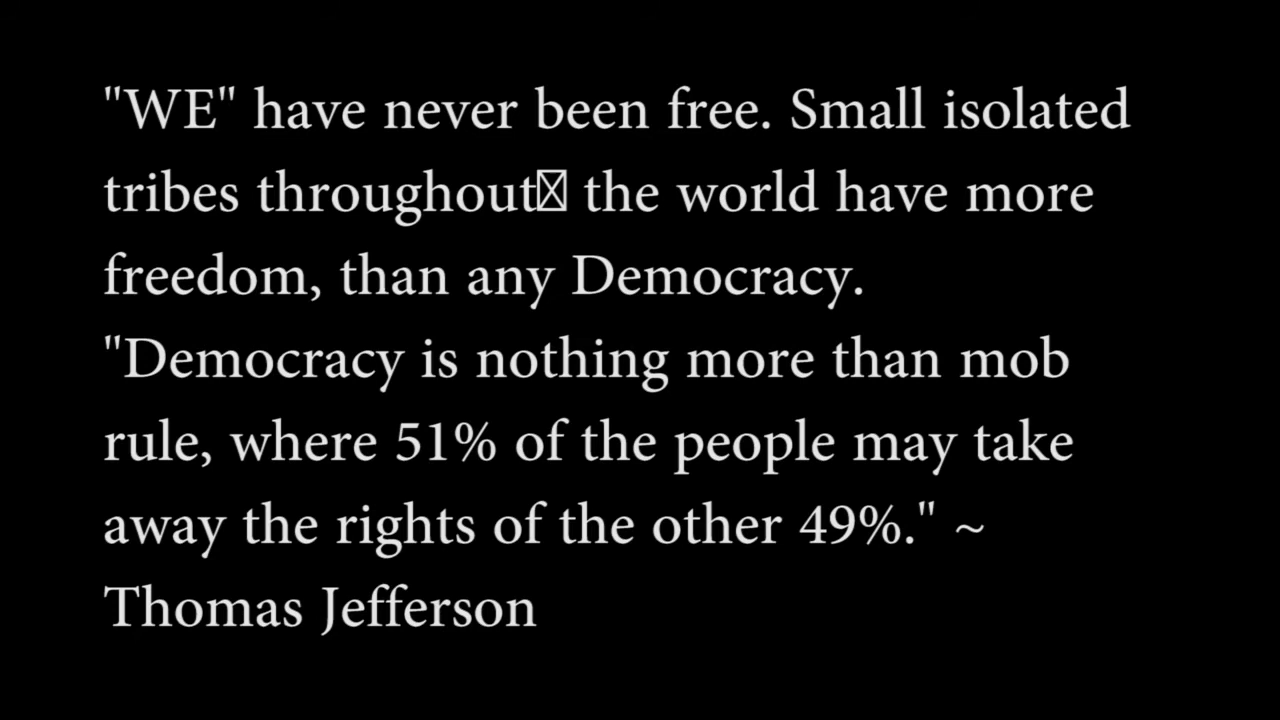 "WE" have never been free. Small isolated
tribes throughout the world have more
freedom, than any Democracy.
"Democracy is nothing more than mob
rule, where 51% of the people may take
away the rights of the other 49%." ~
Thomas Jefferson